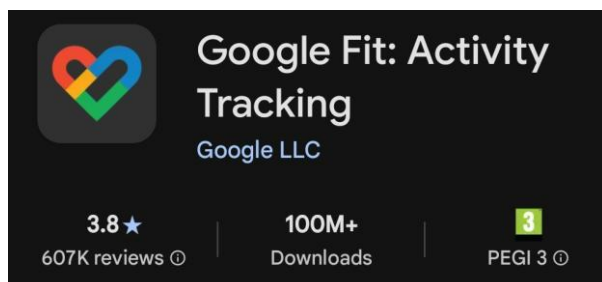 Google Fit: Activity
Tracking
Google LLC
3.8★
100M+
3
607K reviews
Downloads
PEGI 3